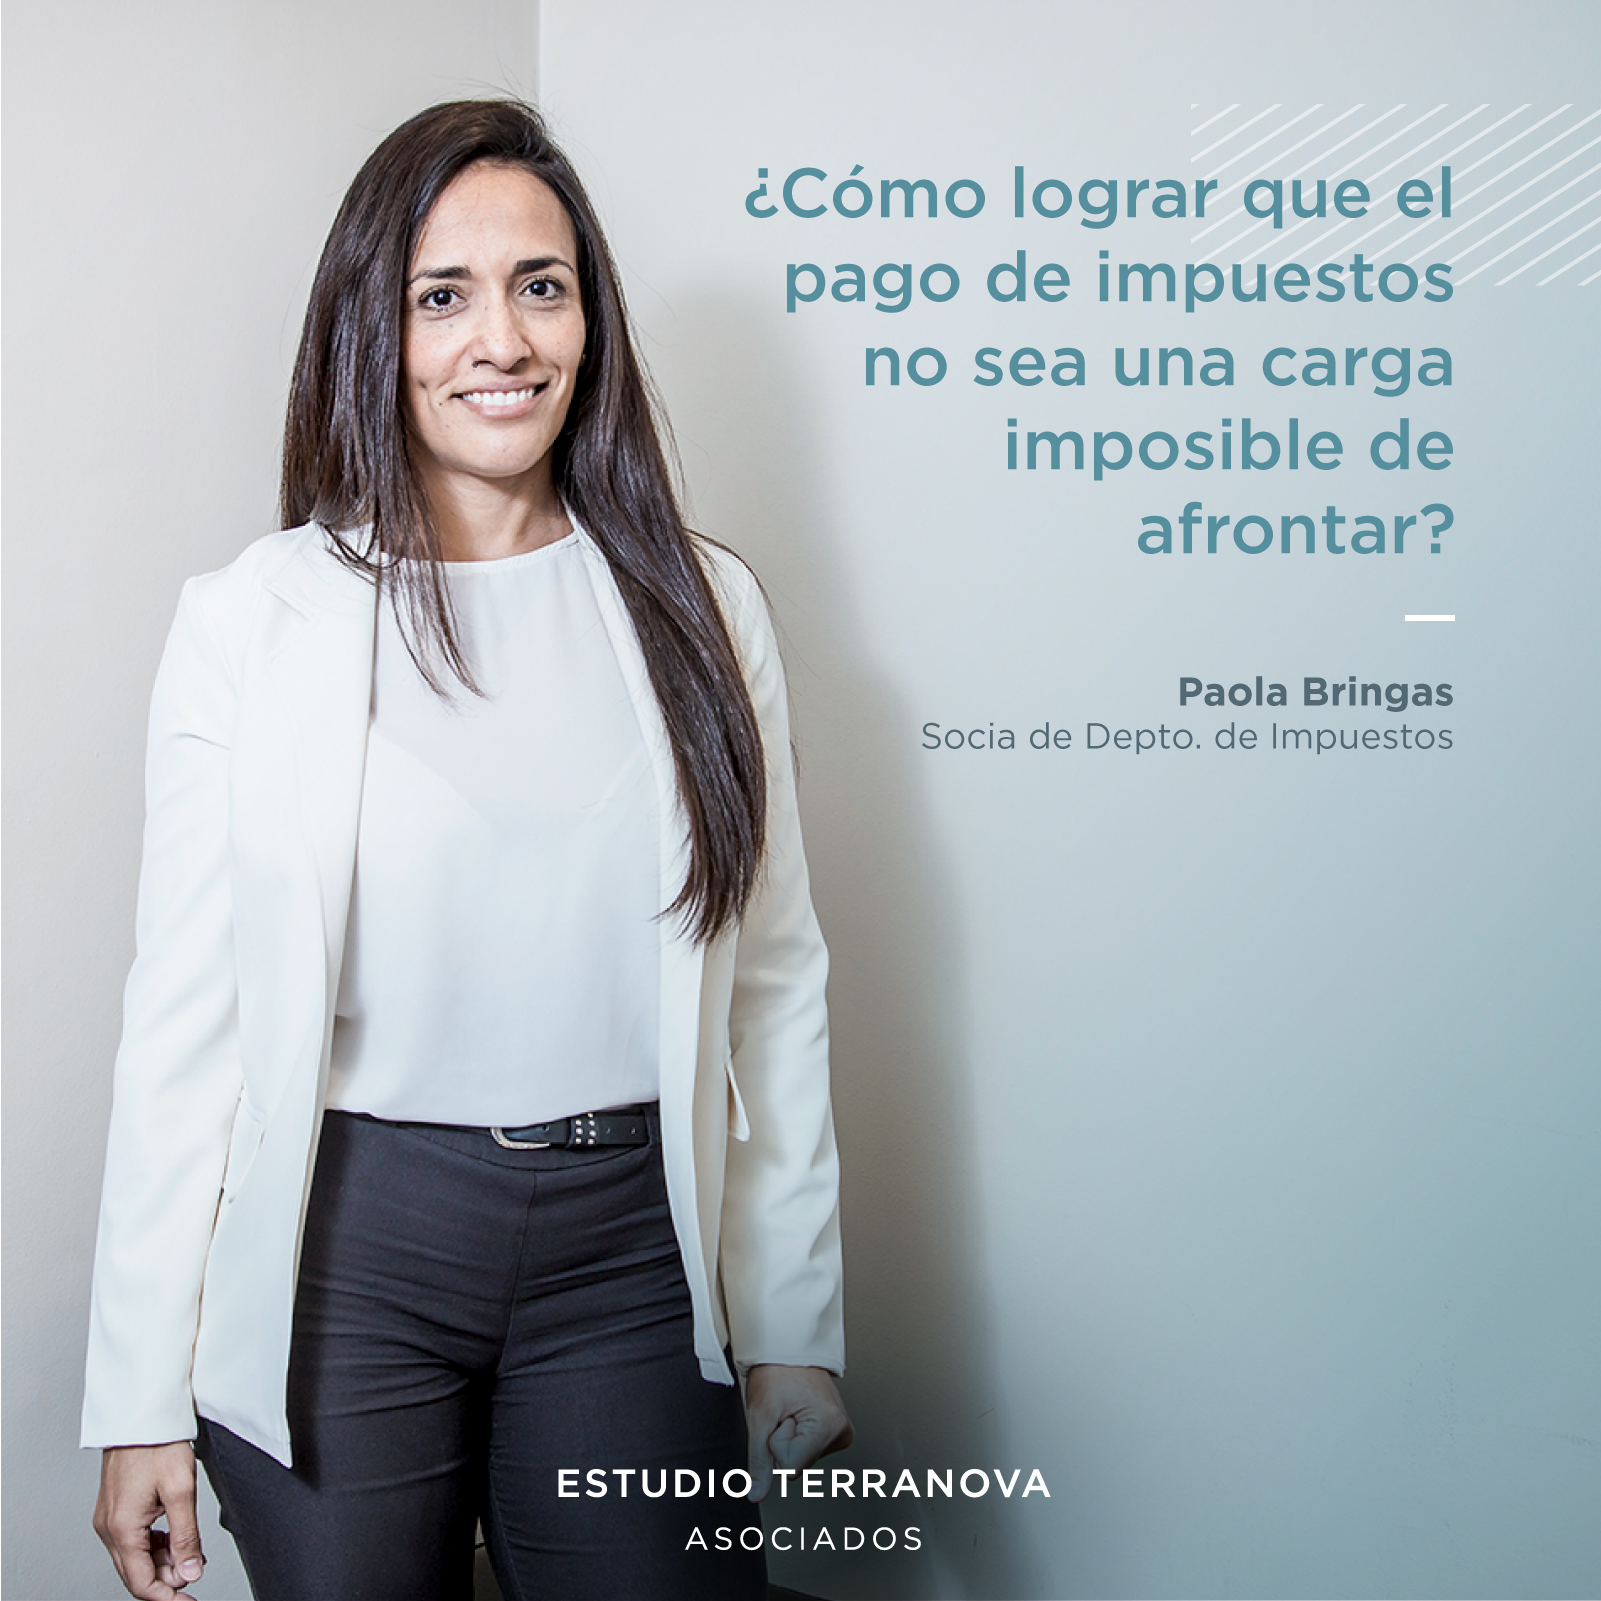 ¿Cómo lograr que el
pago de impuestos
no sea una carga
imposible de
afrontar?
Paola Bringas
Socia de Depto. de Impuestos
ESTUDIO TERRANOVA
ASOCIADOS